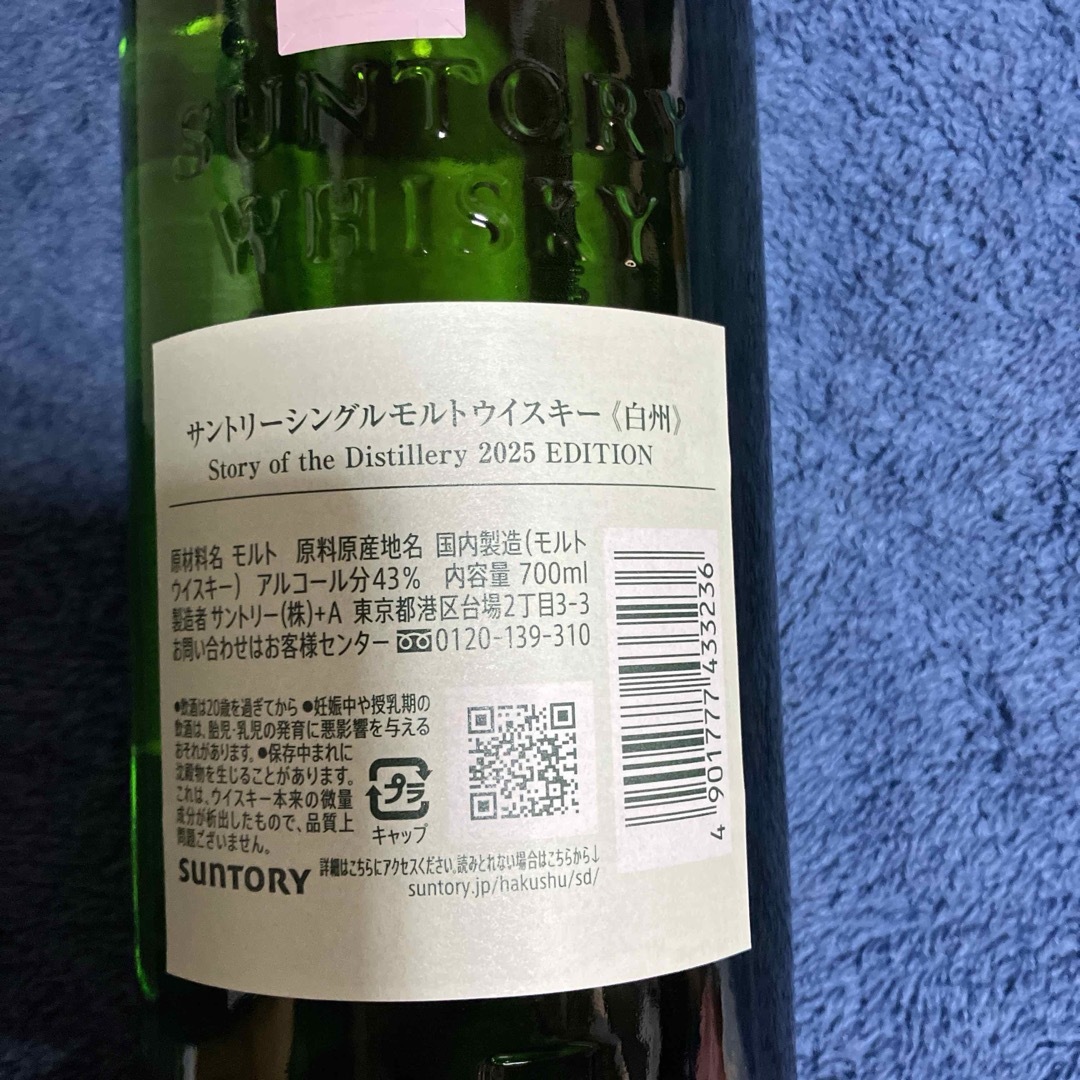 SUNTORY
WHISKY
サントリーシングルモルトウイスキー《白州》
Story of the Distillery 2025 EDITION
原材料名 モルト 原料原産地名 国内製造(モルト
ウイスキー) アルコール分43% 内容量 700ml
製造者 サントリー(株)+A 東京都港区台場2丁目3-3
お問い合わせはお客様センター 0120-139-310
●飲酒は20歳を過ぎてから ●妊娠中や授乳期の
飲酒は、胎児・乳児の発育に悪影響を与える
おそれがあります。●保存中まれに
沈殿物を生じることがあります。
これは、ウイスキー本来の微量
成分が析出したもので、品質上
問題ございません。
プラ
キャップ
SUNTORY
詳細はこちらにアクセスください。読みとれない場合はこちらから↓
suntory.jp/hakushu/sd/
4 901777 433236